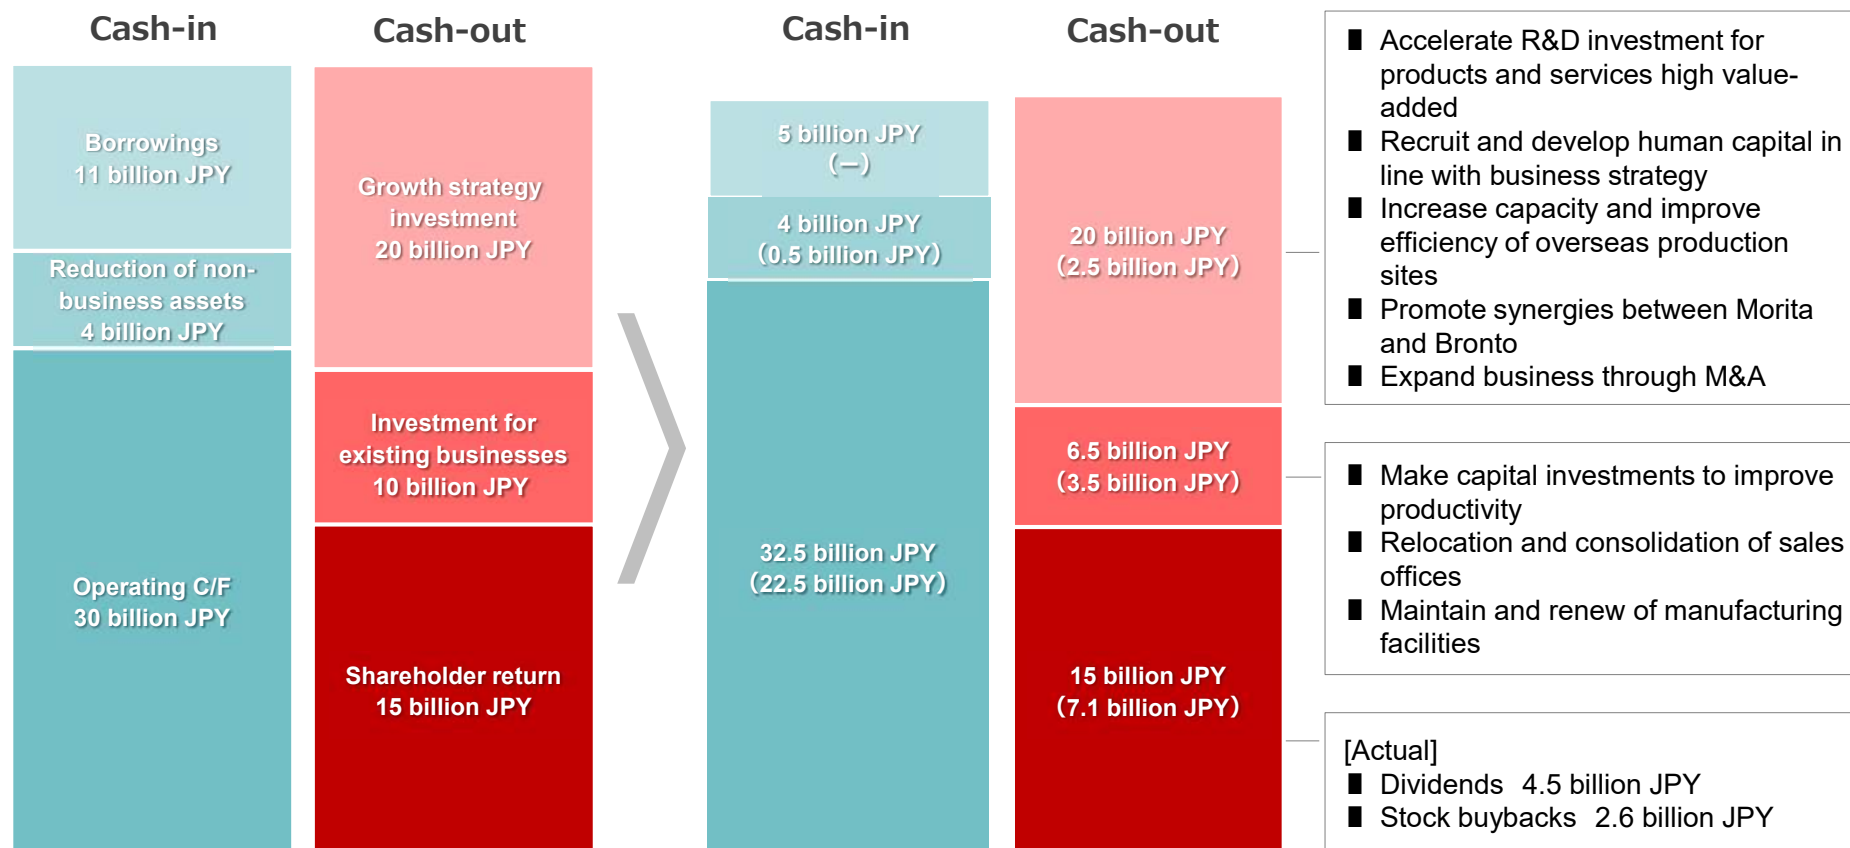 Cash-in
Cash-out
Borrowings
11 billion JPY
Reduction of non-
business assets
4 billion JPY
Operating C/F
30 billion JPY
Growth strategy
investment
20 billion JPY
Investment for
existing businesses
10 billion JPY
Shareholder return
15 billion JPY
Cash-in
Cash-out
5 billion JPY
(—)
4 billion JPY
(0.5 billion JPY)
32.5 billion JPY
(22.5 billion JPY)
20 billion JPY
(2.5 billion JPY)
6.5 billion JPY
(3.5 billion JPY)
15 billion JPY
(7.1 billion JPY)
■ Accelerate R&D investment for
products and services high value-
added
■ Recruit and develop human capital in
line with business strategy
■ Increase capacity and improve
efficiency of overseas production
sites
■ Promote synergies between Morita
and Bronto
■ Expand business through M&A
■ Make capital investments to improve
productivity
■ Relocation and consolidation of sales
offices
■ Maintain and renew of manufacturing
facilities
[Actual]
■ Dividends 4.5 billion JPY
■ Stock buybacks 2.6 billion JPY